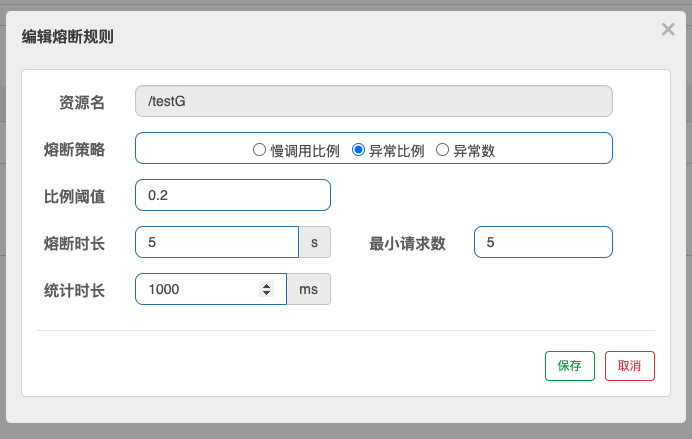 编辑熔断规则 ×
资源名 /testG
熔断策略 慢调用比例 异常比例 异常数
比例阈值 0.2
熔断时长 5 s 最小请求数 5
统计时长 1000 ms
保存 取消